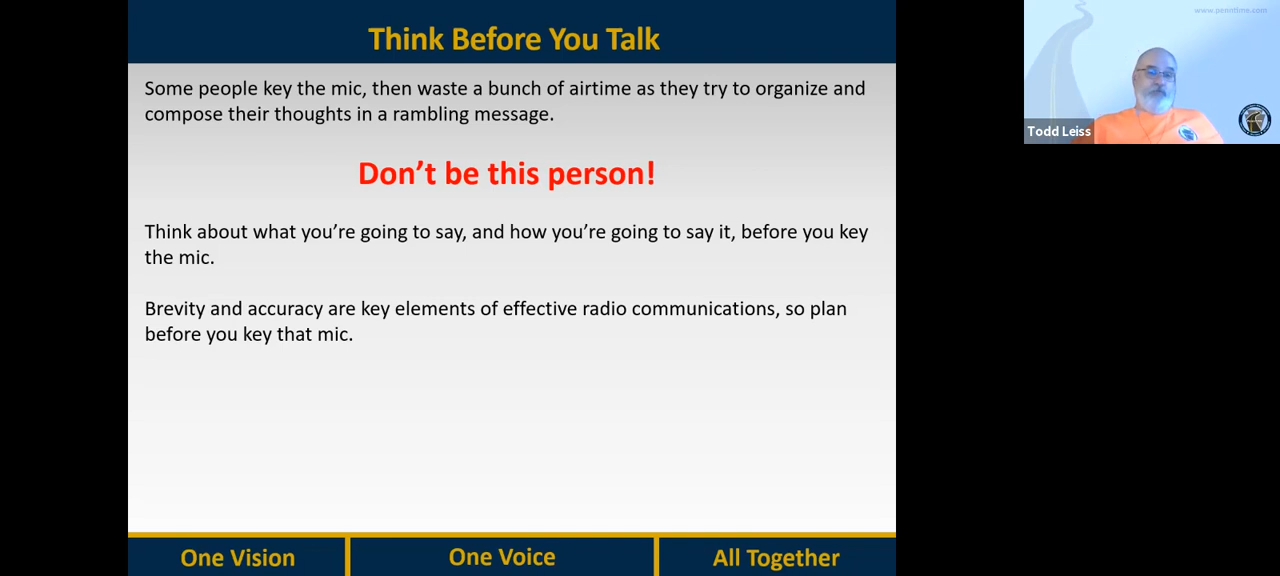 Think Before You Talk
Some people key the mic, then waste a bunch of airtime as they try to organize and
compose their thoughts in a rambling message.
Don’t be this person!
Think about what you’re going to say, and how you’re going to say it, before you key
the mic.
Brevity and accuracy are key elements of effective radio communications, so plan
before you key that mic.
One Vision
One Voice
All Together
www.penntime.com
Todd Leiss